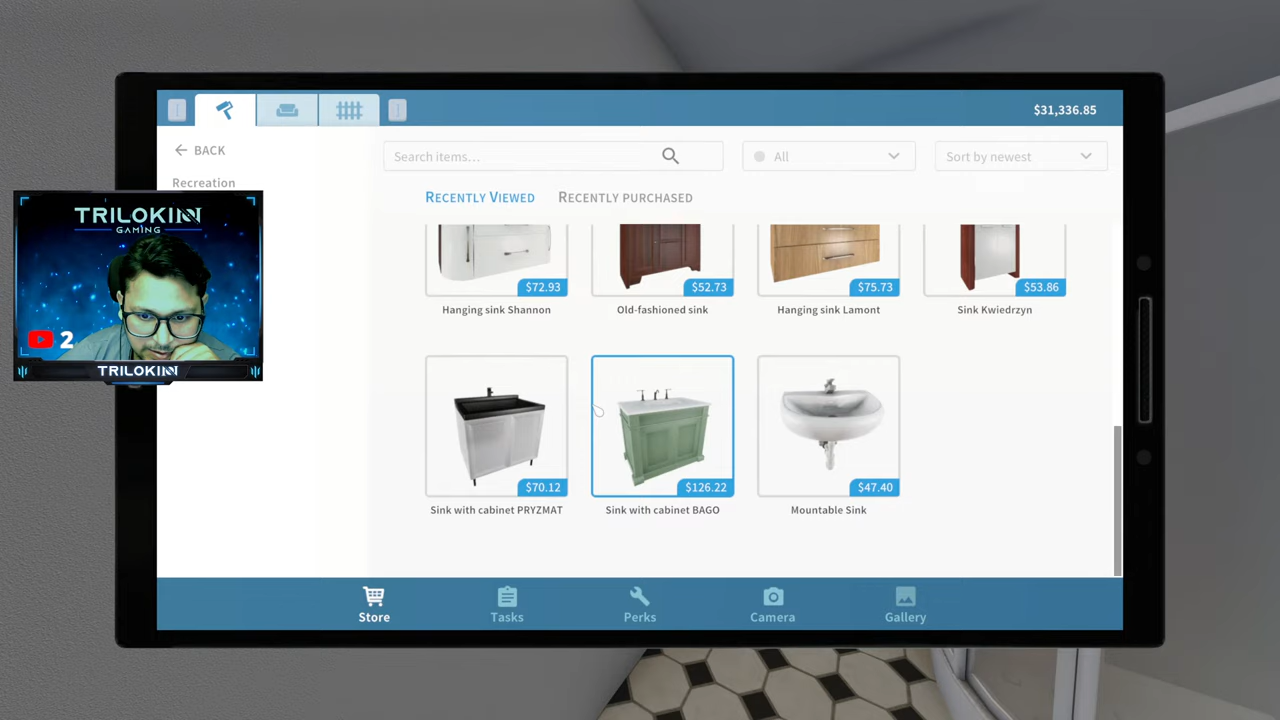 $31,336.85
BACK
Search items...
All
Sort by newest
Recreation
RECENTLY VIEWED
RECENTLY PURCHASED
TRILOKIN
GAMING
2
TRILOKIN
$72.93
$52.73
$75.73
$53.86
Hanging sink Shannon
Old-fashioned sink
Hanging sink Lamont
Sink Kwiedrzyn
$70.12
$126.22
$47.40
Sink with cabinet PRYZMAT
Sink with cabinet BAGO
Mountable Sink
Store
Tasks
Perks
Camera
Gallery